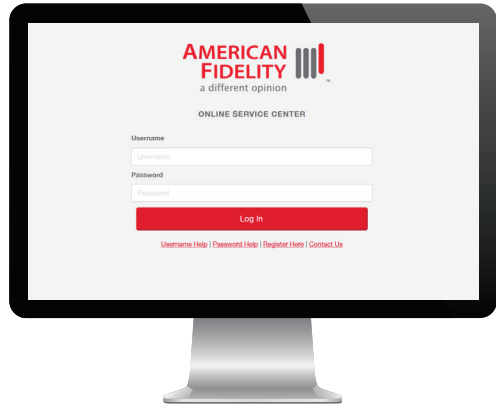 AMERICAN
FIDELITY
™
a different opinion
ONLINE SERVICE CENTER
Username
Username
Password
Password
Log In
Username Help | Password Help | Register Here | Contact Us